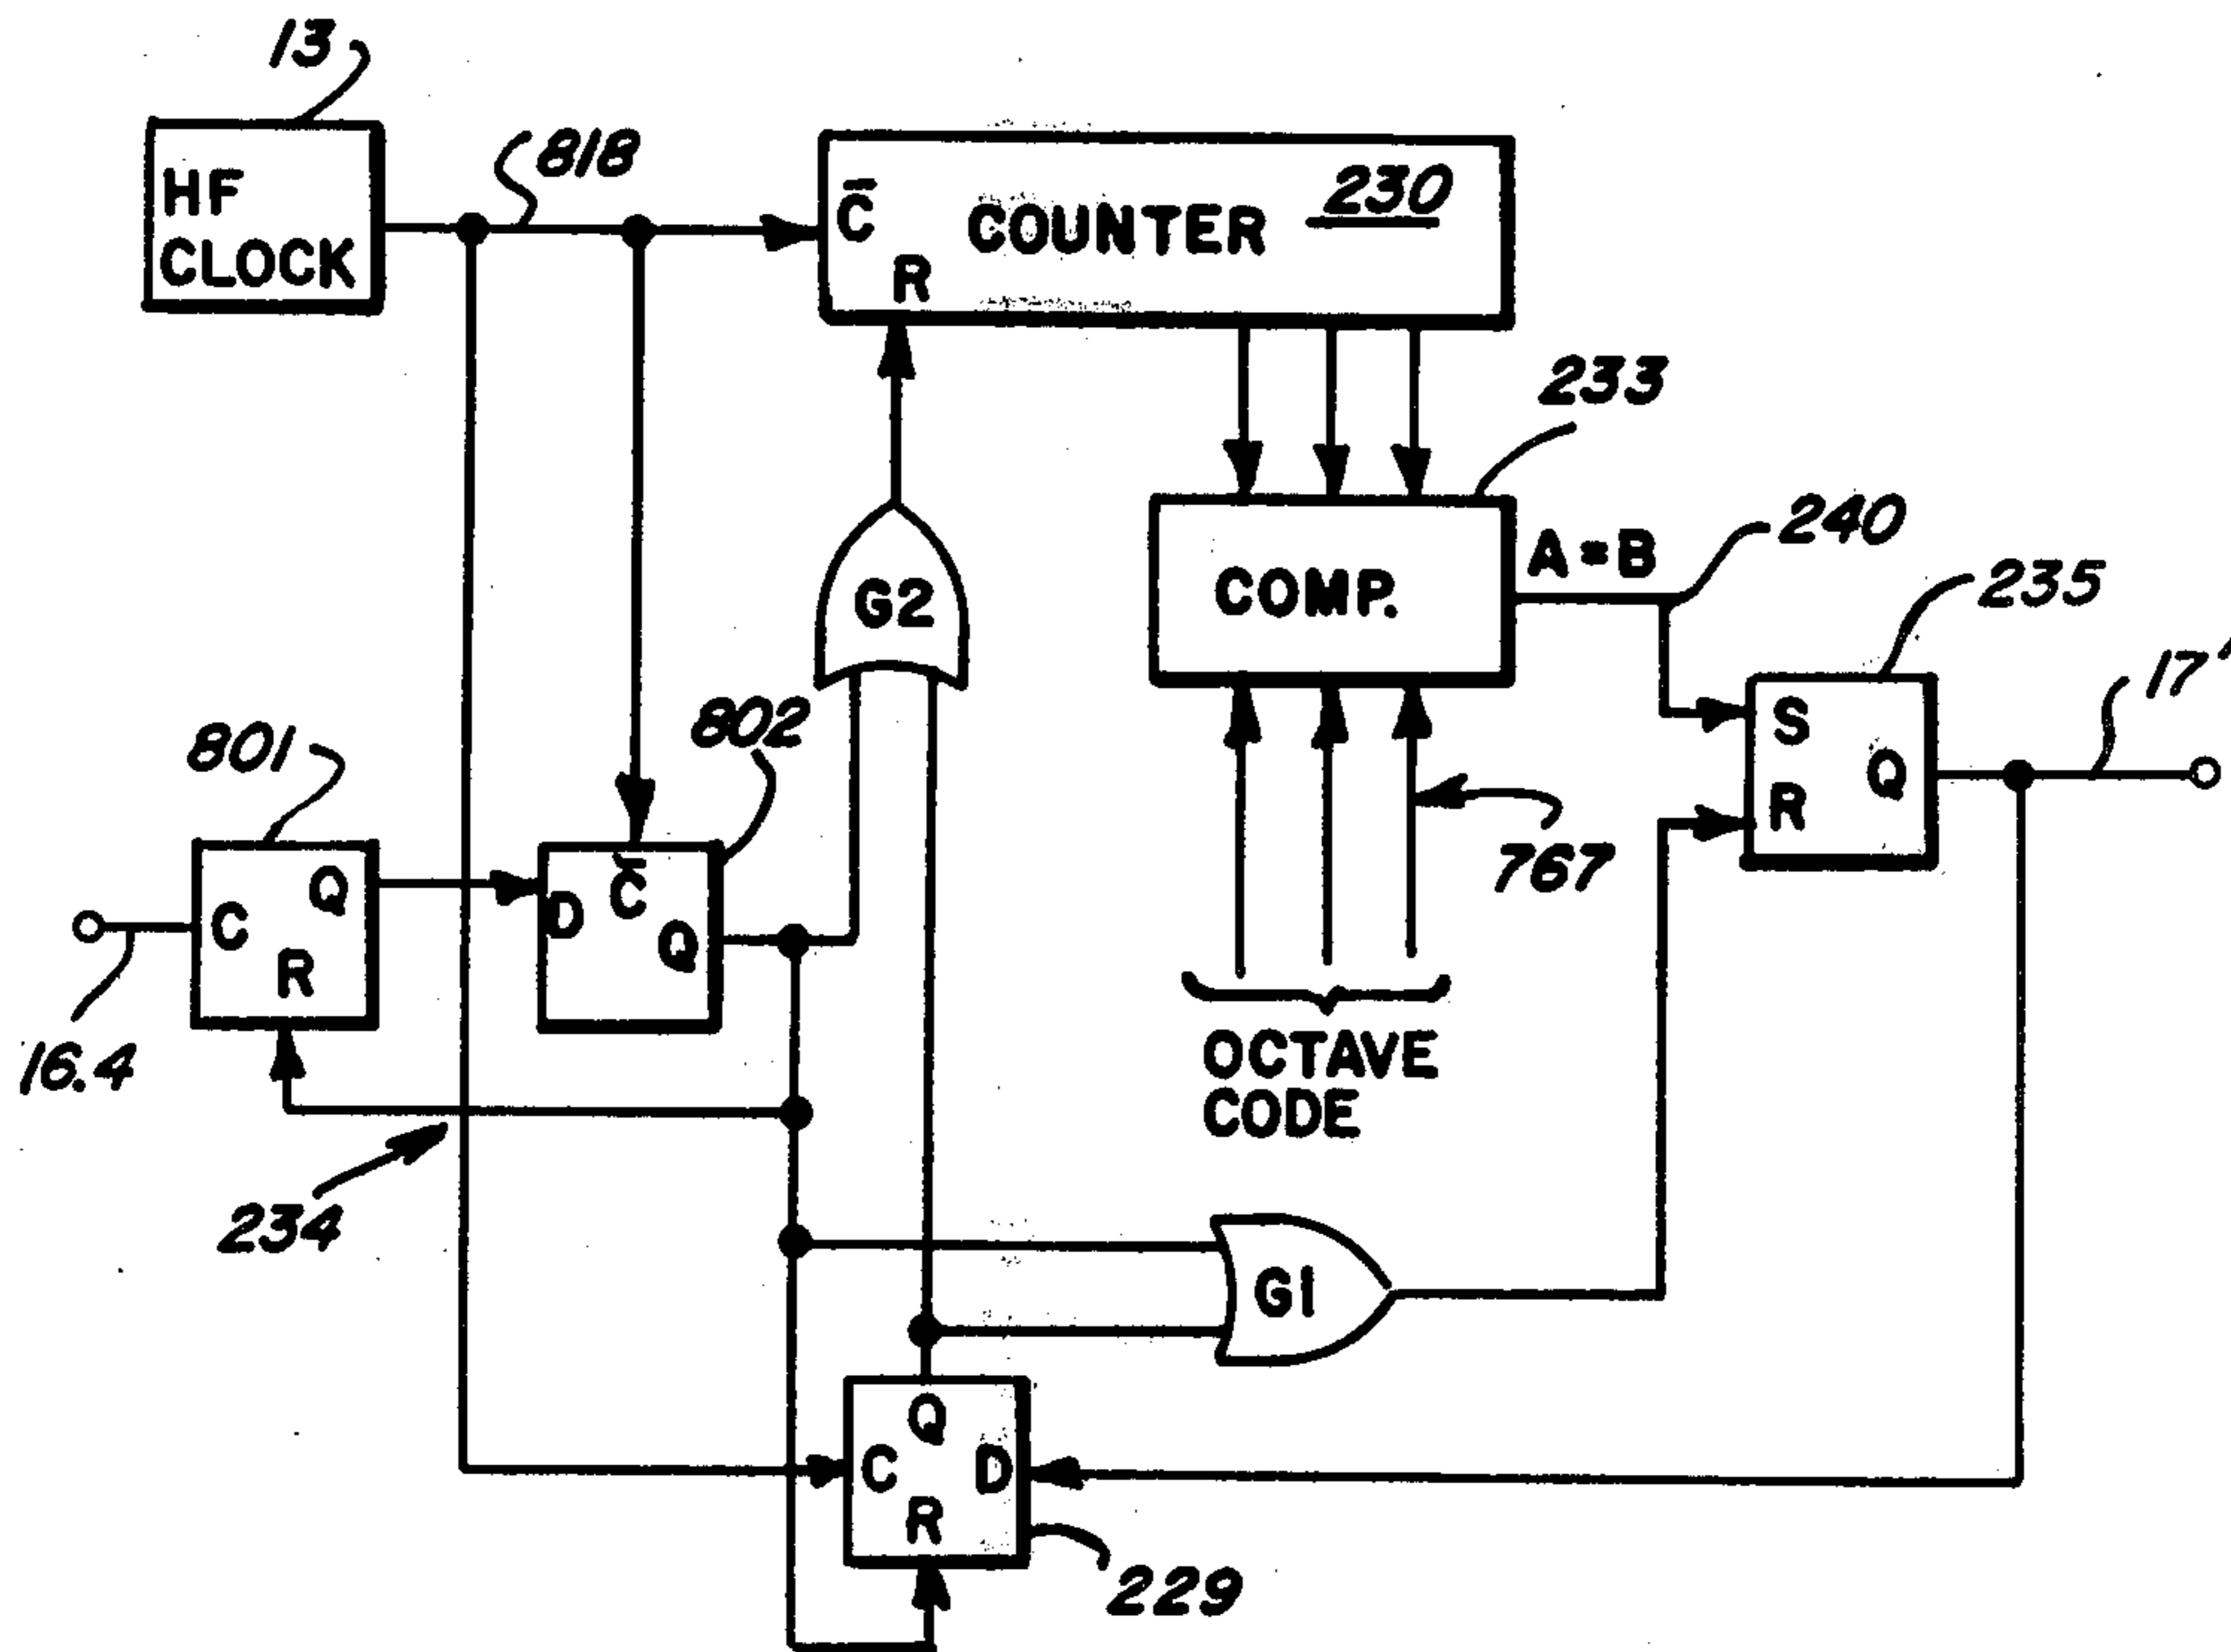 13
HF
CLOCK
818
C̄
COUNTER
230
R
233
G2
COMP.
A=B
240
235
17'
S
Q
R
801
802
767
C
Q
R
D
C̄
Q
16.4
OCTAVE
CODE
234
G1
Q
C
D
R
229